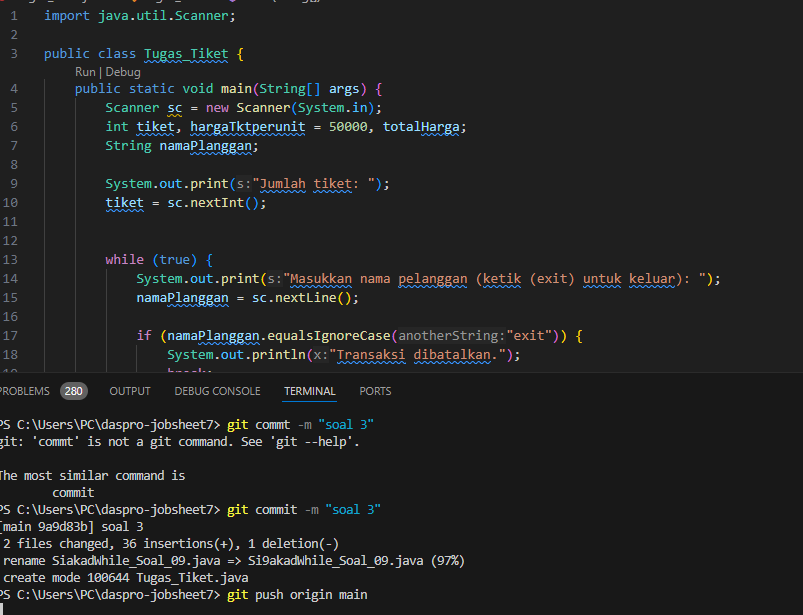 1 import java.util.Scanner;
2
3 public class Tugas_Tiket {
Run | Debug
4 public static void main(String[] args) {
5 Scanner sc = new Scanner(System.in);
6 int tiket, hargaTktperunit = 50000, totalHarga;
7 String namaPlanggan;
8
9 System.out.print(s:"Jumlah tiket: ");
10 tiket = sc.nextInt();
11
12
13 while (true) {
14 System.out.print(s:"Masukkan nama pelanggan (ketik (exit) untuk keluar): ");
15 namaPlanggan = sc.nextLine();
16
17 if (namaPlanggan.equalsIgnoreCase(anotherString:"exit")) {
18 System.out.println(x:"Transaksi dibatalkan.");
PROBLEMS 280 OUTPUT DEBUG CONSOLE TERMINAL PORTS
PS C:\Users\PC\daspro-jobsheet7> git commt -m "soal 3"
git: 'commt' is not a git command. See 'git --help'.
The most similar command is
commit
PS C:\Users\PC\daspro-jobsheet7> git commit -m "soal 3"
[main 9a9d83b] soal 3
2 files changed, 36 insertions(+), 1 deletion(-)
rename SiakadWhile_Soal_09.java => Si9akadWhile_Soal_09.java (97%)
create mode 100644 Tugas_Tiket.java
PS C:\Users\PC\daspro-jobsheet7> git push origin main